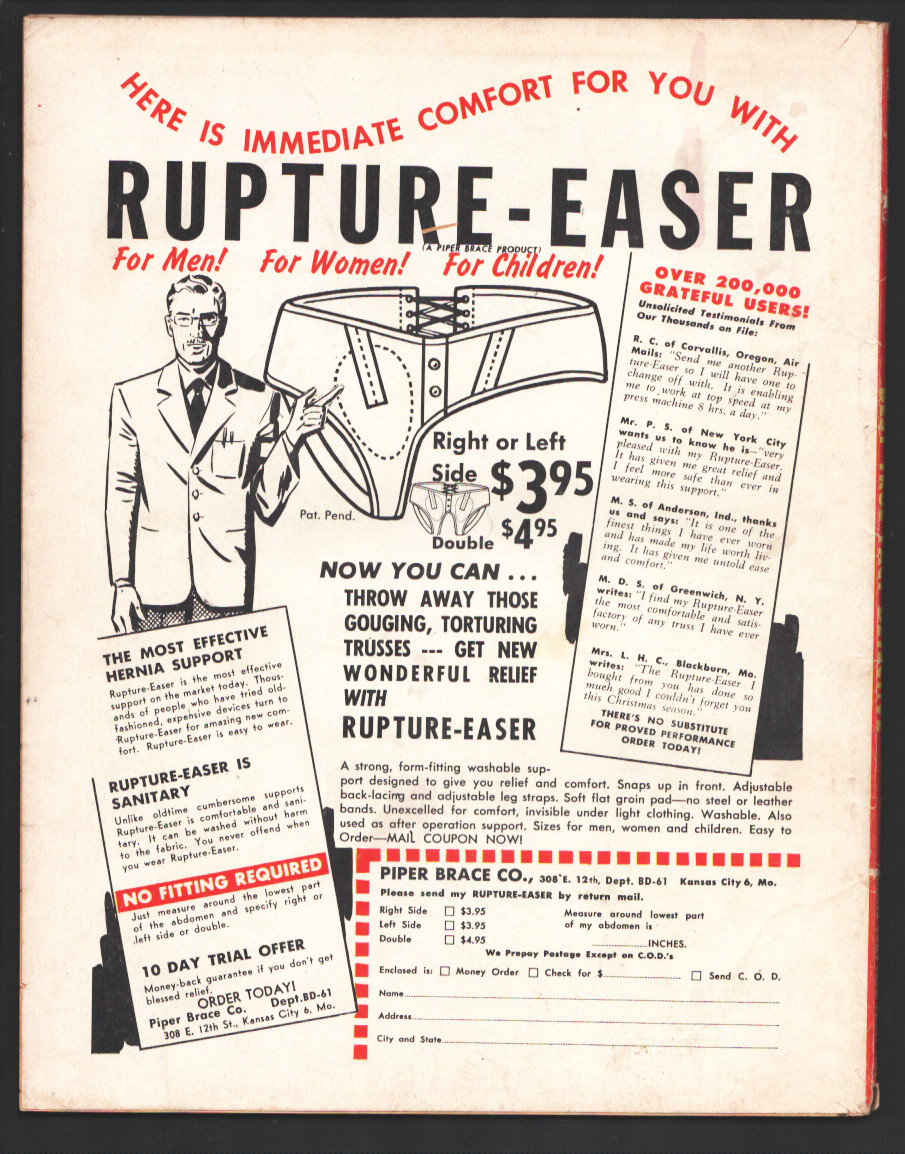 HERE IS IMMEDIATE COMFORT FOR YOU WITH
RUPTURE-EASER
(A PIPER BRACE PRODUCT)
For Men! For Women! For Children!
Right or Left
Side $3.95
Pat. Pend.
Double $4.95
NOW YOU CAN ...
THROW AWAY THOSE
GOUGING, TORTURING
TRUSSES --- GET NEW
WONDERFUL RELIEF
WITH
RUPTURE-EASER
OVER 200,000
GRATEFUL USERS!
Unsolicited Testimonials From
Our Thousands on File:
R. C. of Corvallis, Oregon, Air
Mails: "Send me another Rup-
ture-Easer so I will have one to
change off with. It is enabling
me to work at top speed at my
press machine 8 hrs. a day."
Mr. P. S. of New York City
wants us to know he is—"very
pleased with my Rupture-Easer.
It has given me great relief and
I feel more safe than ever in
wearing this support."
M. S. of Anderson, Ind., thanks
us and says: "It is one of the
finest things I have ever worn
and has made my life worth liv-
ing. It has given me untold ease
and comfort."
M. D. S. of Greenwich, N. Y.
writes: "I find my Rupture-Easer
the most comfortable and satis-
factory of any truss I have ever
worn."
Mrs. L. H. C., Blackburn, Mo.
writes: "The Rupture-Easer I
bought from you has done so
much good I couldn't forget you
this Christmas season."
THERE'S NO SUBSTITUTE
FOR PROVED PERFORMANCE
ORDER TODAY!
THE MOST EFFECTIVE
HERNIA SUPPORT
Rupture-Easer is the most effective
support on the market today. Thous-
ands of people who have tried old-
fashioned, expensive devices turn to
Rupture-Easer for amazing new com-
fort. Rupture-Easer is easy to wear.
RUPTURE-EASER IS
SANITARY
Unlike oldtime cumbersome supports
Rupture-Easer is comfortable and sani-
tary. It can be washed without harm
to the fabric. You never offend when
you wear Rupture-Easer.
NO FITTING REQUIRED
Just measure around the lowest part
of the abdomen and specify right or
left side or double.
10 DAY TRIAL OFFER
Money-back guarantee if you don't get
blessed relief.
ORDER TODAY!
Piper Brace Co. Dept.BD-61
308 E. 12th St., Kansas City 6, Mo.
A strong, form-fitting washable sup-
port designed to give you relief and comfort. Snaps up in front. Adjustable
back-lacing and adjustable leg straps. Soft flat groin pad—no steel or leather
bands. Unexcelled for comfort, invisible under light clothing. Washable. Also
used as after operation support. Sizes for men, women and children. Easy to
Order—MAIL COUPON NOW!
PIPER BRACE CO., 308 E. 12th, Dept. BD-61 Kansas City 6, Mo.
Please send my RUPTURE-EASER by return mail.
Right Side $3.95 Measure around lowest part
Left Side $3.95 of my abdomen is
Double $4.95 INCHES.
We Prepay Postage Except on C.O.D.'s
Enclosed is: Money Order Check for $ Send C. O. D.
Name
Address
City and State